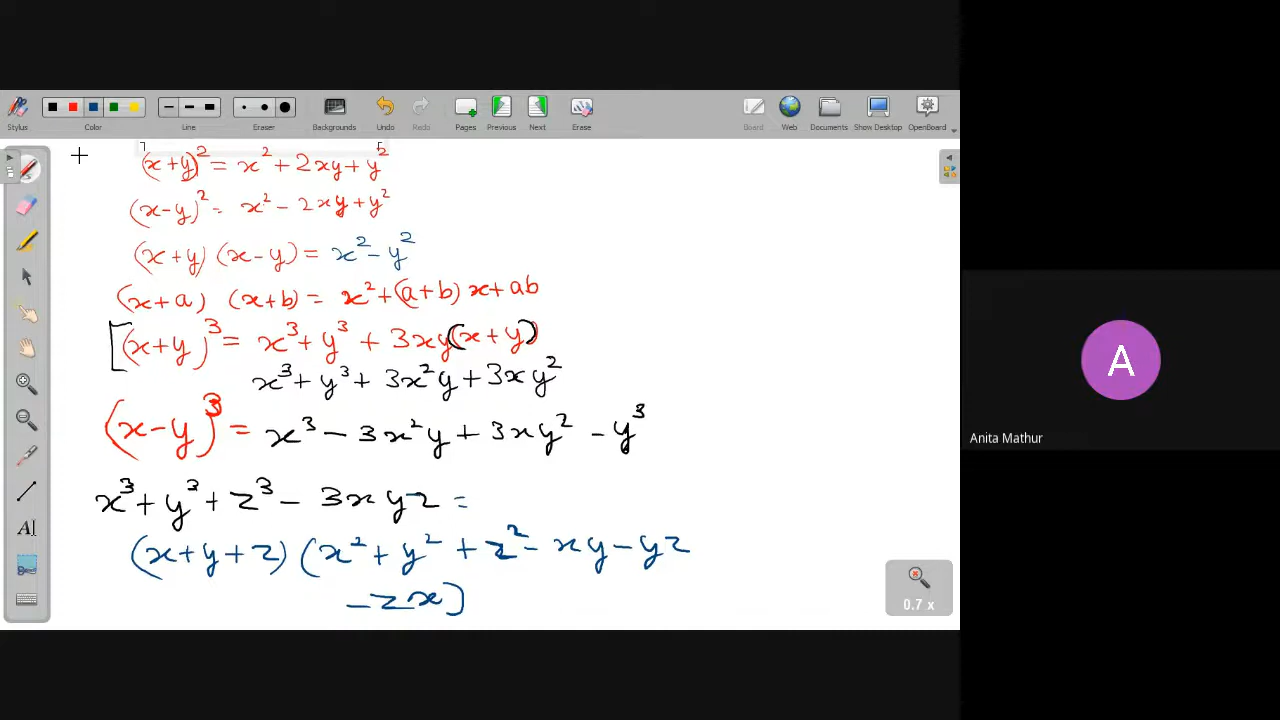 Stylus Color Line Eraser Backgrounds Undo Redo Pages Previous Next Erase Board Web Documents Show Desktop OpenBoard
(x+y)² = x² + 2xy + y²
(x-y)² = x² - 2xy + y²
(x+y) (x-y) = x² - y²
(x+a) (x+b) = x² + (a+b) x + ab
[(x+y)³ = x³ + y³ + 3xy(x+y)
x³ + y³ + 3x²y + 3xy²
(x-y)³ = x³ - 3x²y + 3xy² - y³
x³ + y³ + z³ - 3xyz =
(x+y+z) (x² + y² + z² - xy - yz
- zx)
A
Anita Mathur
0.7 x